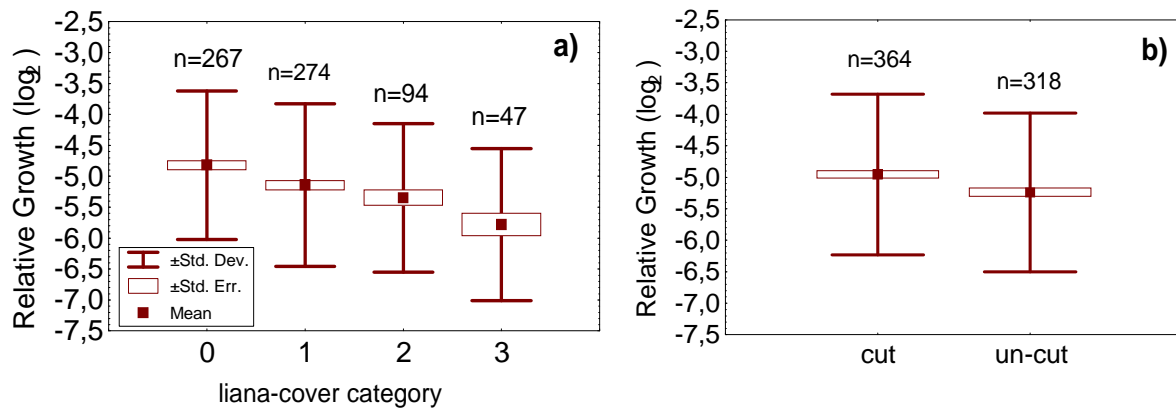 a)
Relative Growth (log2)
-2,5
-3,0
-3,5
-4,0
-4,5
-5,0
-5,5
-6,0
-6,5
-7,0
-7,5
n=267
n=274
n=94
n=47
±Std. Dev.
±Std. Err.
Mean
0 1 2 3
liana-cover category
b)
Relative Growth (log2)
-2,5
-3,0
-3,5
-4,0
-4,5
-5,0
-5,5
-6,0
-6,5
-7,0
-7,5
n=364
n=318
cut un-cut